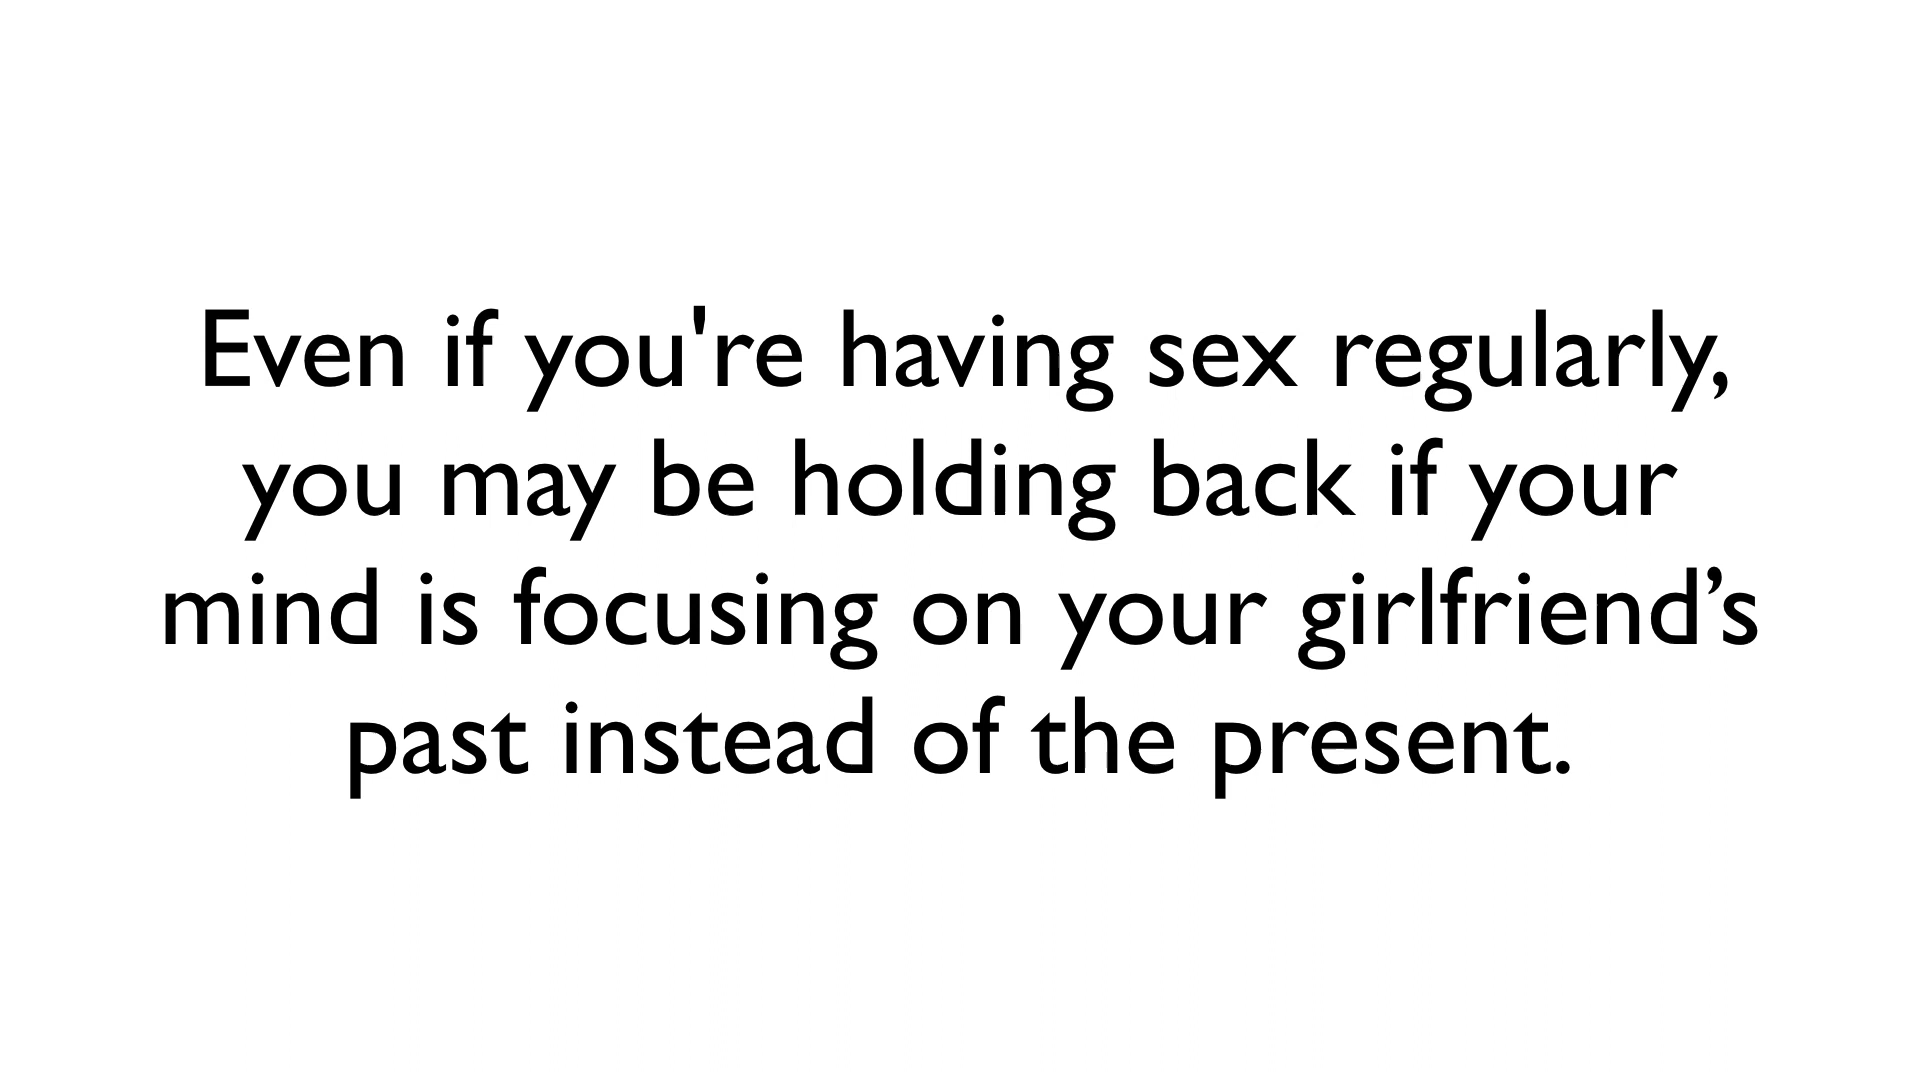 Even if you're having sex regularly,
you may be holding back if your
mind is focusing on your girlfriend’s
past instead of the present.